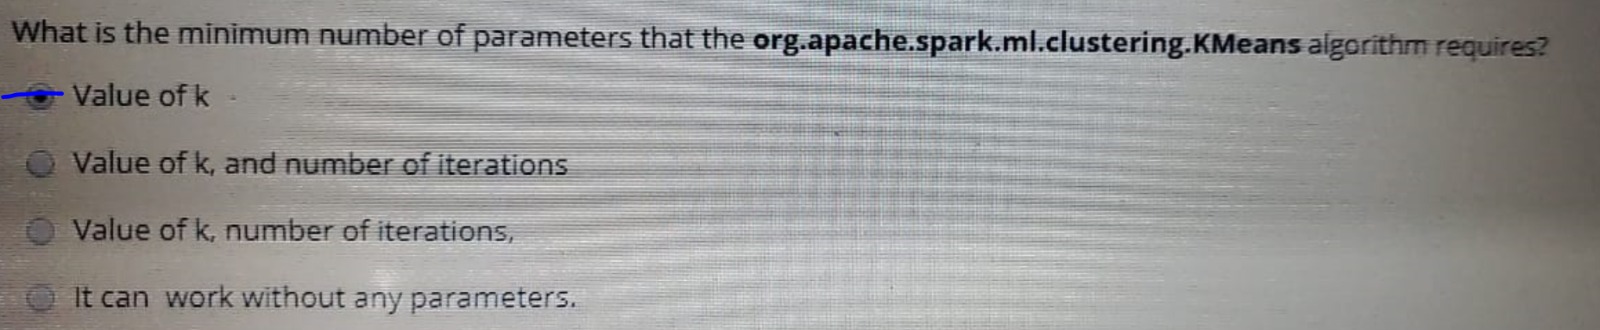 What is the minimum number of parameters that the org.apache.spark.ml.clustering.KMeans algorithm requires?
Value of k
Value of k, and number of iterations
Value of k, number of iterations,
It can work without any parameters.